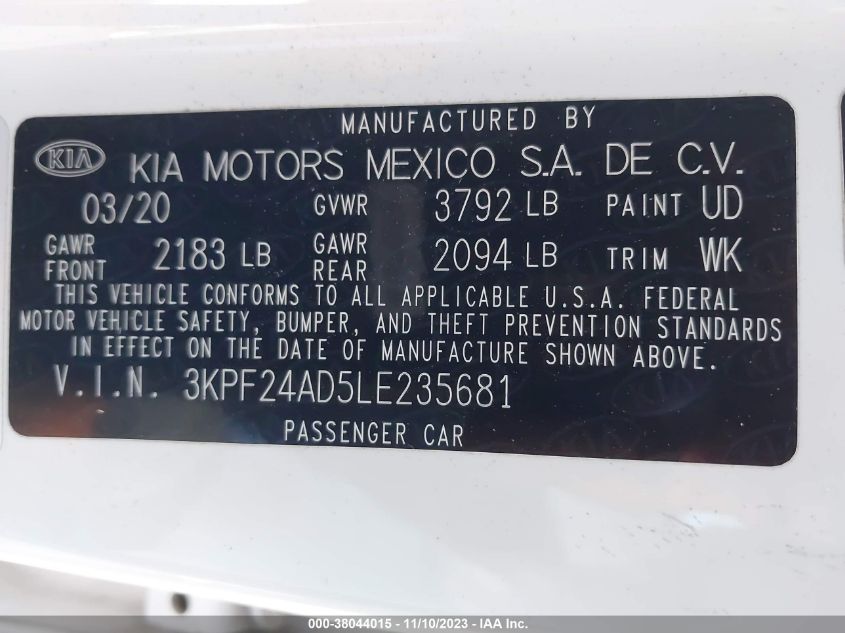 MANUFACTURED BY
KIA KIA MOTORS MEXICO S.A. DE C.V.
03/20 GVWR 3792 LB PAINT UD
GAWR FRONT 2183 LB GAWR REAR 2094 LB TRIM WK
THIS VEHICLE CONFORMS TO ALL APPLICABLE U.S.A. FEDERAL
MOTOR VEHICLE SAFETY, BUMPER, AND THEFT PREVENTION STANDARDS
IN EFFECT ON THE DATE OF MANUFACTURE SHOWN ABOVE.
V.I.N. 3KPF24AD5LE235681
PASSENGER CAR
000-38044015 - 11/10/2023 - IAA Inc.